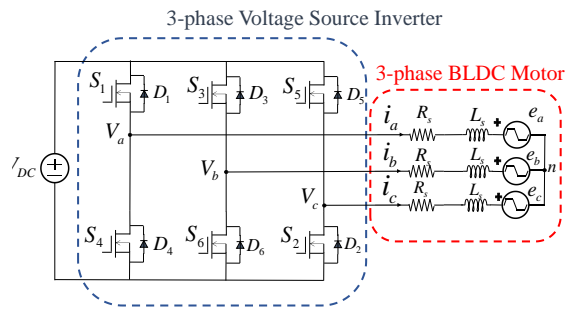 3-phase Voltage Source Inverter
3-phase BLDC Motor
S1 D1 S3 D3 S5 D5
ia Rs Ls + ea
Va
VDC + −
ib Rs Ls + eb n
Vb
ic Rs Ls + ec
Vc
S4 D4 S6 D6 S2 D2